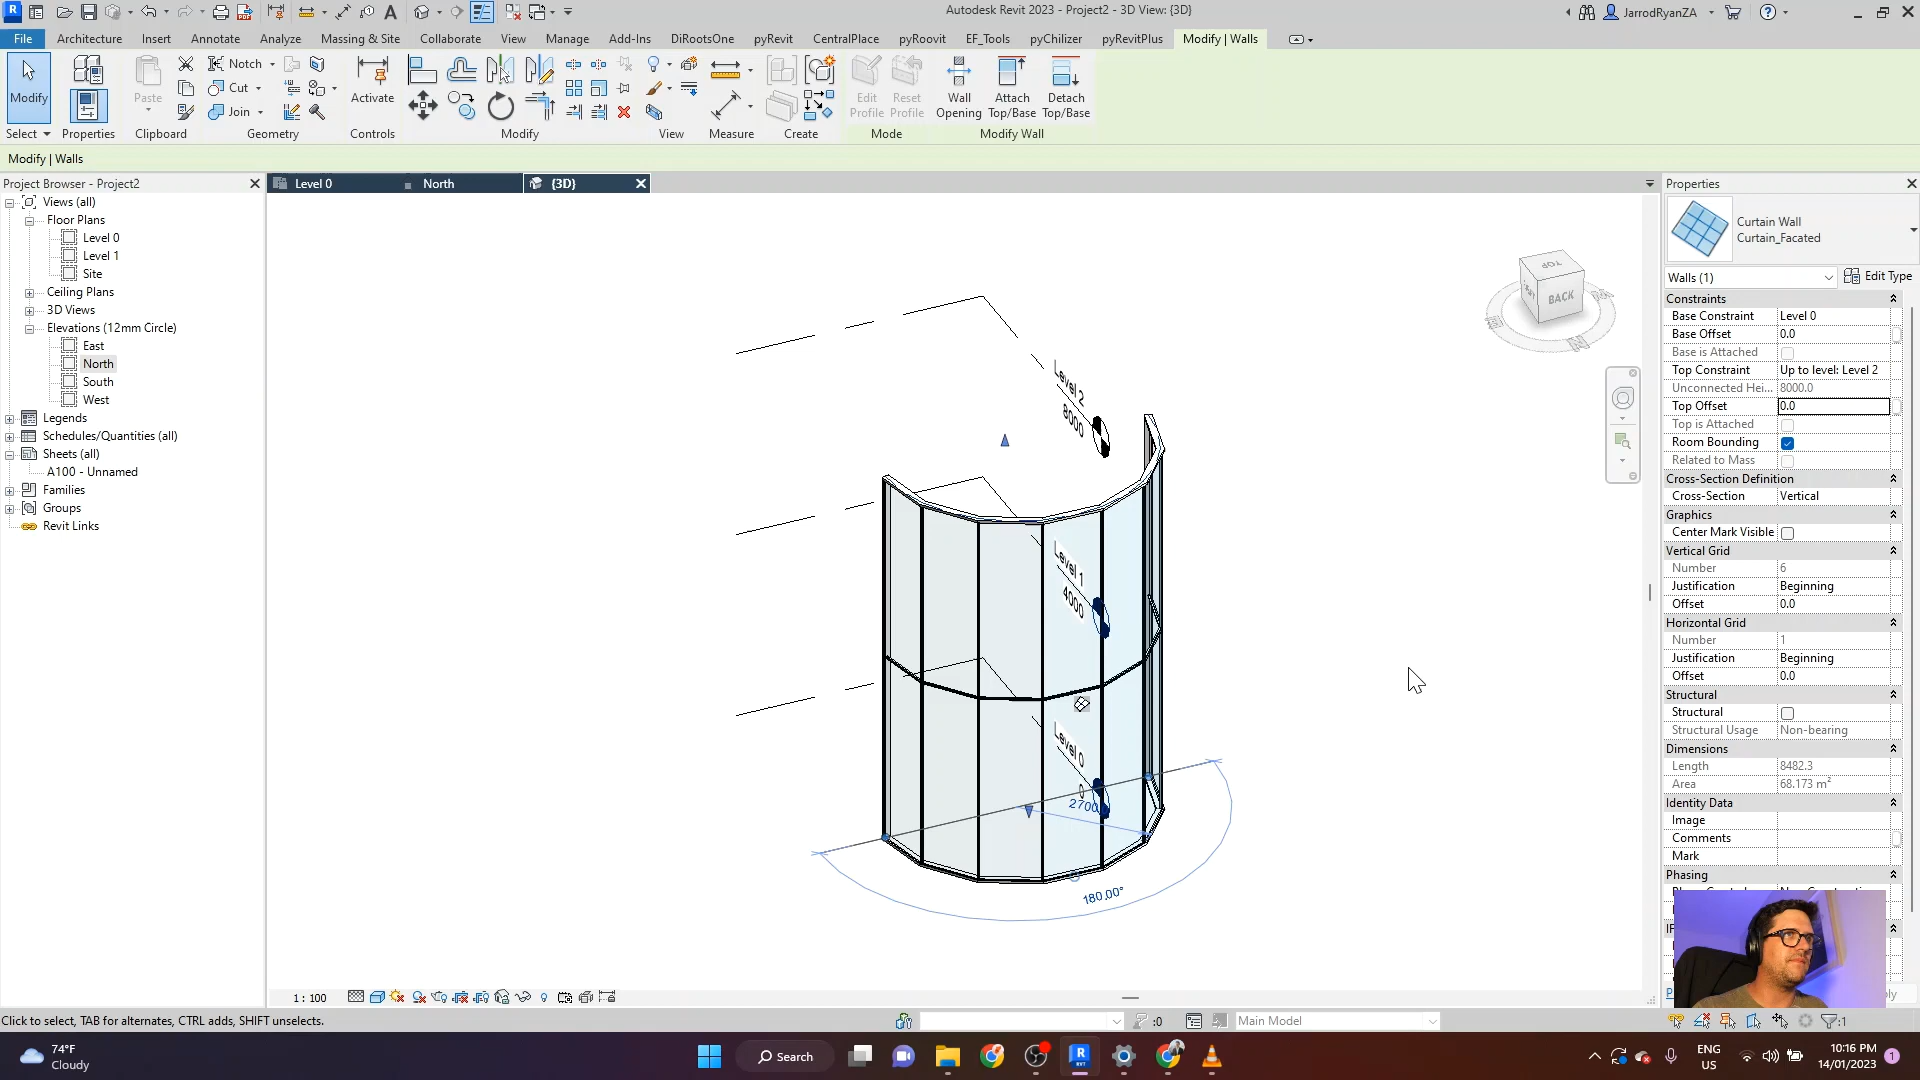 Autodesk Revit 2023 - Project2 - 3D View: {3D}
JarrodRyanZA
File
Architecture
Insert
Annotate
Analyze
Massing & Site
Collaborate
View
Manage
Add-Ins
DiRootsOne
pyRevit
CentralPlace
pyRoovit
EF_Tools
pyChilizer
pyRevitPlus
Modify | Walls
Modify
Paste
Notch
Cut
Join
Activate
Edit Profile
Reset Profile
Wall Opening
Attach Top/Base
Detach Top/Base
Select
Properties
Clipboard
Geometry
Controls
Modify
View
Measure
Create
Mode
Modify Wall
Modify | Walls
Project Browser - Project2
Views (all)
Floor Plans
Level 0
Level 1
Site
Ceiling Plans
3D Views
Elevations (12mm Circle)
East
North
South
West
Legends
Schedules/Quantities (all)
Sheets (all)
A100 - Unnamed
Families
Groups
Revit Links
Level 0
North
{3D}
TOP
BACK
N
Level 2
8000
Level 1
4000
Level 0
0
2700
180.00°
1 : 100
Properties
Curtain Wall
Curtain_Facated
Walls (1)
Edit Type
Constraints
Base Constraint Level 0
Base Offset 0.0
Base is Attached
Top Constraint Up to level: Level 2
Unconnected Hei... 8000.0
Top Offset 0.0
Top is Attached
Room Bounding
Related to Mass
Cross-Section Definition
Cross-Section Vertical
Graphics
Center Mark Visible
Vertical Grid
Number 6
Justification Beginning
Offset 0.0
Horizontal Grid
Number 1
Justification Beginning
Offset 0.0
Structural
Structural
Structural Usage Non-bearing
Dimensions
Length 8482.3
Area 68.173 m²
Identity Data
Image
Comments
Mark
Phasing
Click to select, TAB for alternates, CTRL adds, SHIFT unselects.
:0
Main Model
:1
74°F
Cloudy
Search
ENG
US
10:16 PM
14/01/2023
1